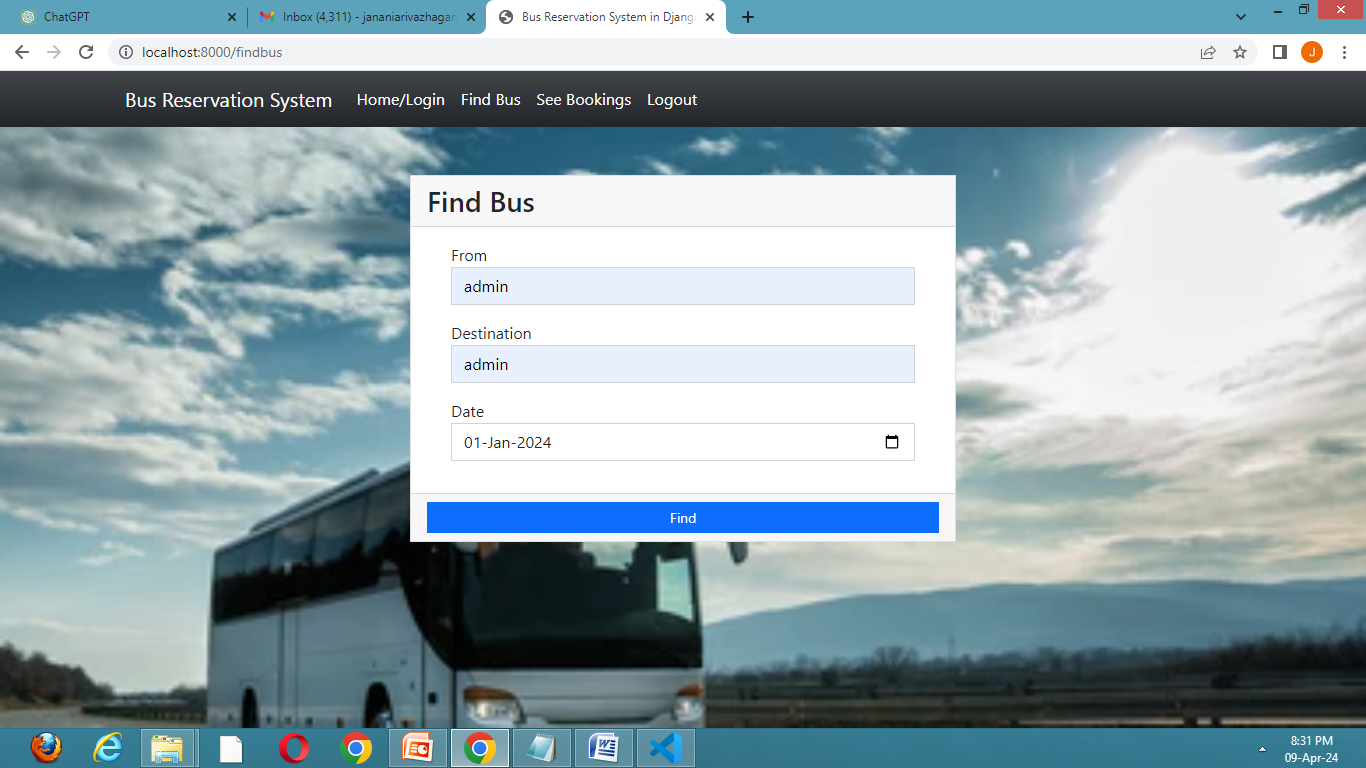 ChatGPT
Inbox (4,311) - jananiarivazhagan
Bus Reservation System in Djang
localhost:8000/findbus
J
Bus Reservation System Home/Login Find Bus See Bookings Logout
Find Bus
From
admin
Destination
admin
Date
01-Jan-2024
Find
8:31 PM
09-Apr-24